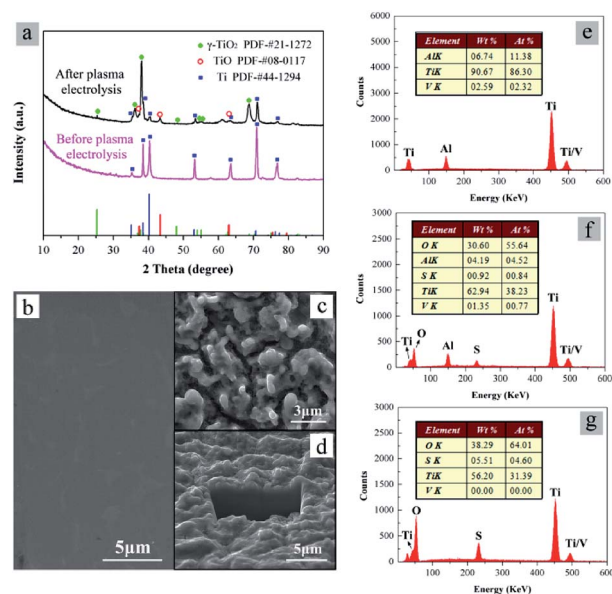 a
γ-TiO₂ PDF-#21-1272
TiO PDF-#08-0117
Ti PDF-#44-1294
After plasma
electrolysis
Before plasma
electrolysis
Intensity (a.u.)
10 20 30 40 50 60 70 80 90
2 Theta (degree)
b
5μm
c
3μm
d
5μm
e
6000
5000
4000
3000
2000
1000
0
Counts
Element Wt % At %
AlK 06.74 11.38
TiK 90.67 86.30
V K 02.59 02.32
Ti
Al
Ti
Ti/V
0 100 200 300 400 500 600
Energy (KeV)
f
3000
2500
2000
1500
1000
500
0
Counts
Element Wt % At %
O K 30.60 55.64
AlK 04.19 04.52
S K 00.92 00.84
TiK 62.94 38.23
V K 01.35 00.77
Ti
O
Al
S
Ti
Ti/V
0 100 200 300 400 500 600
Energy (KeV)
g
3000
2500
2000
1500
1000
500
0
Counts
Element Wt % At %
O K 38.29 64.01
S K 05.51 04.60
TiK 56.20 31.39
V K 00.00 00.00
Ti
O
S
Ti
Ti/V
0 100 200 300 400 500 600
Energy (KeV)